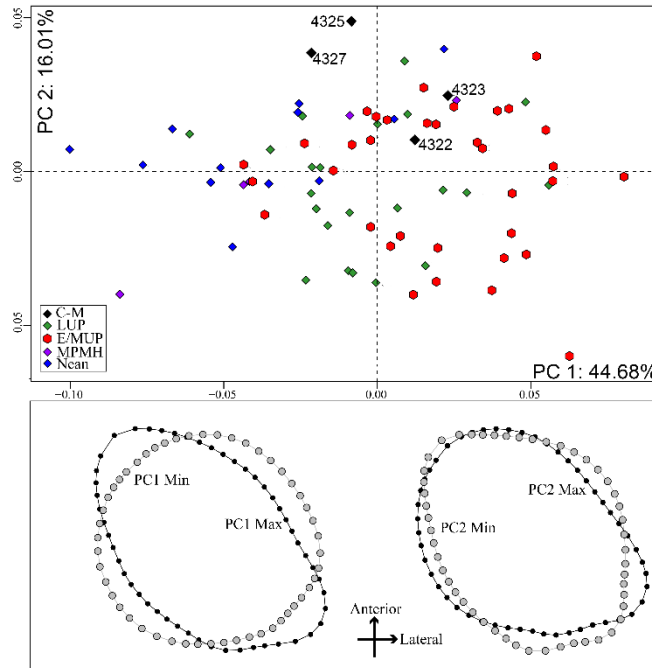 0.05
PC 2: 16.01%
0.00
0.05
4325
4327
4323
4322
C-M
LUP
E/MUP
MPMH
Nean
PC 1: 44.68%
−0.10
−0.05
0.00
0.05
PC1 Min
PC1 Max
PC2 Max
PC2 Min
Anterior
Lateral